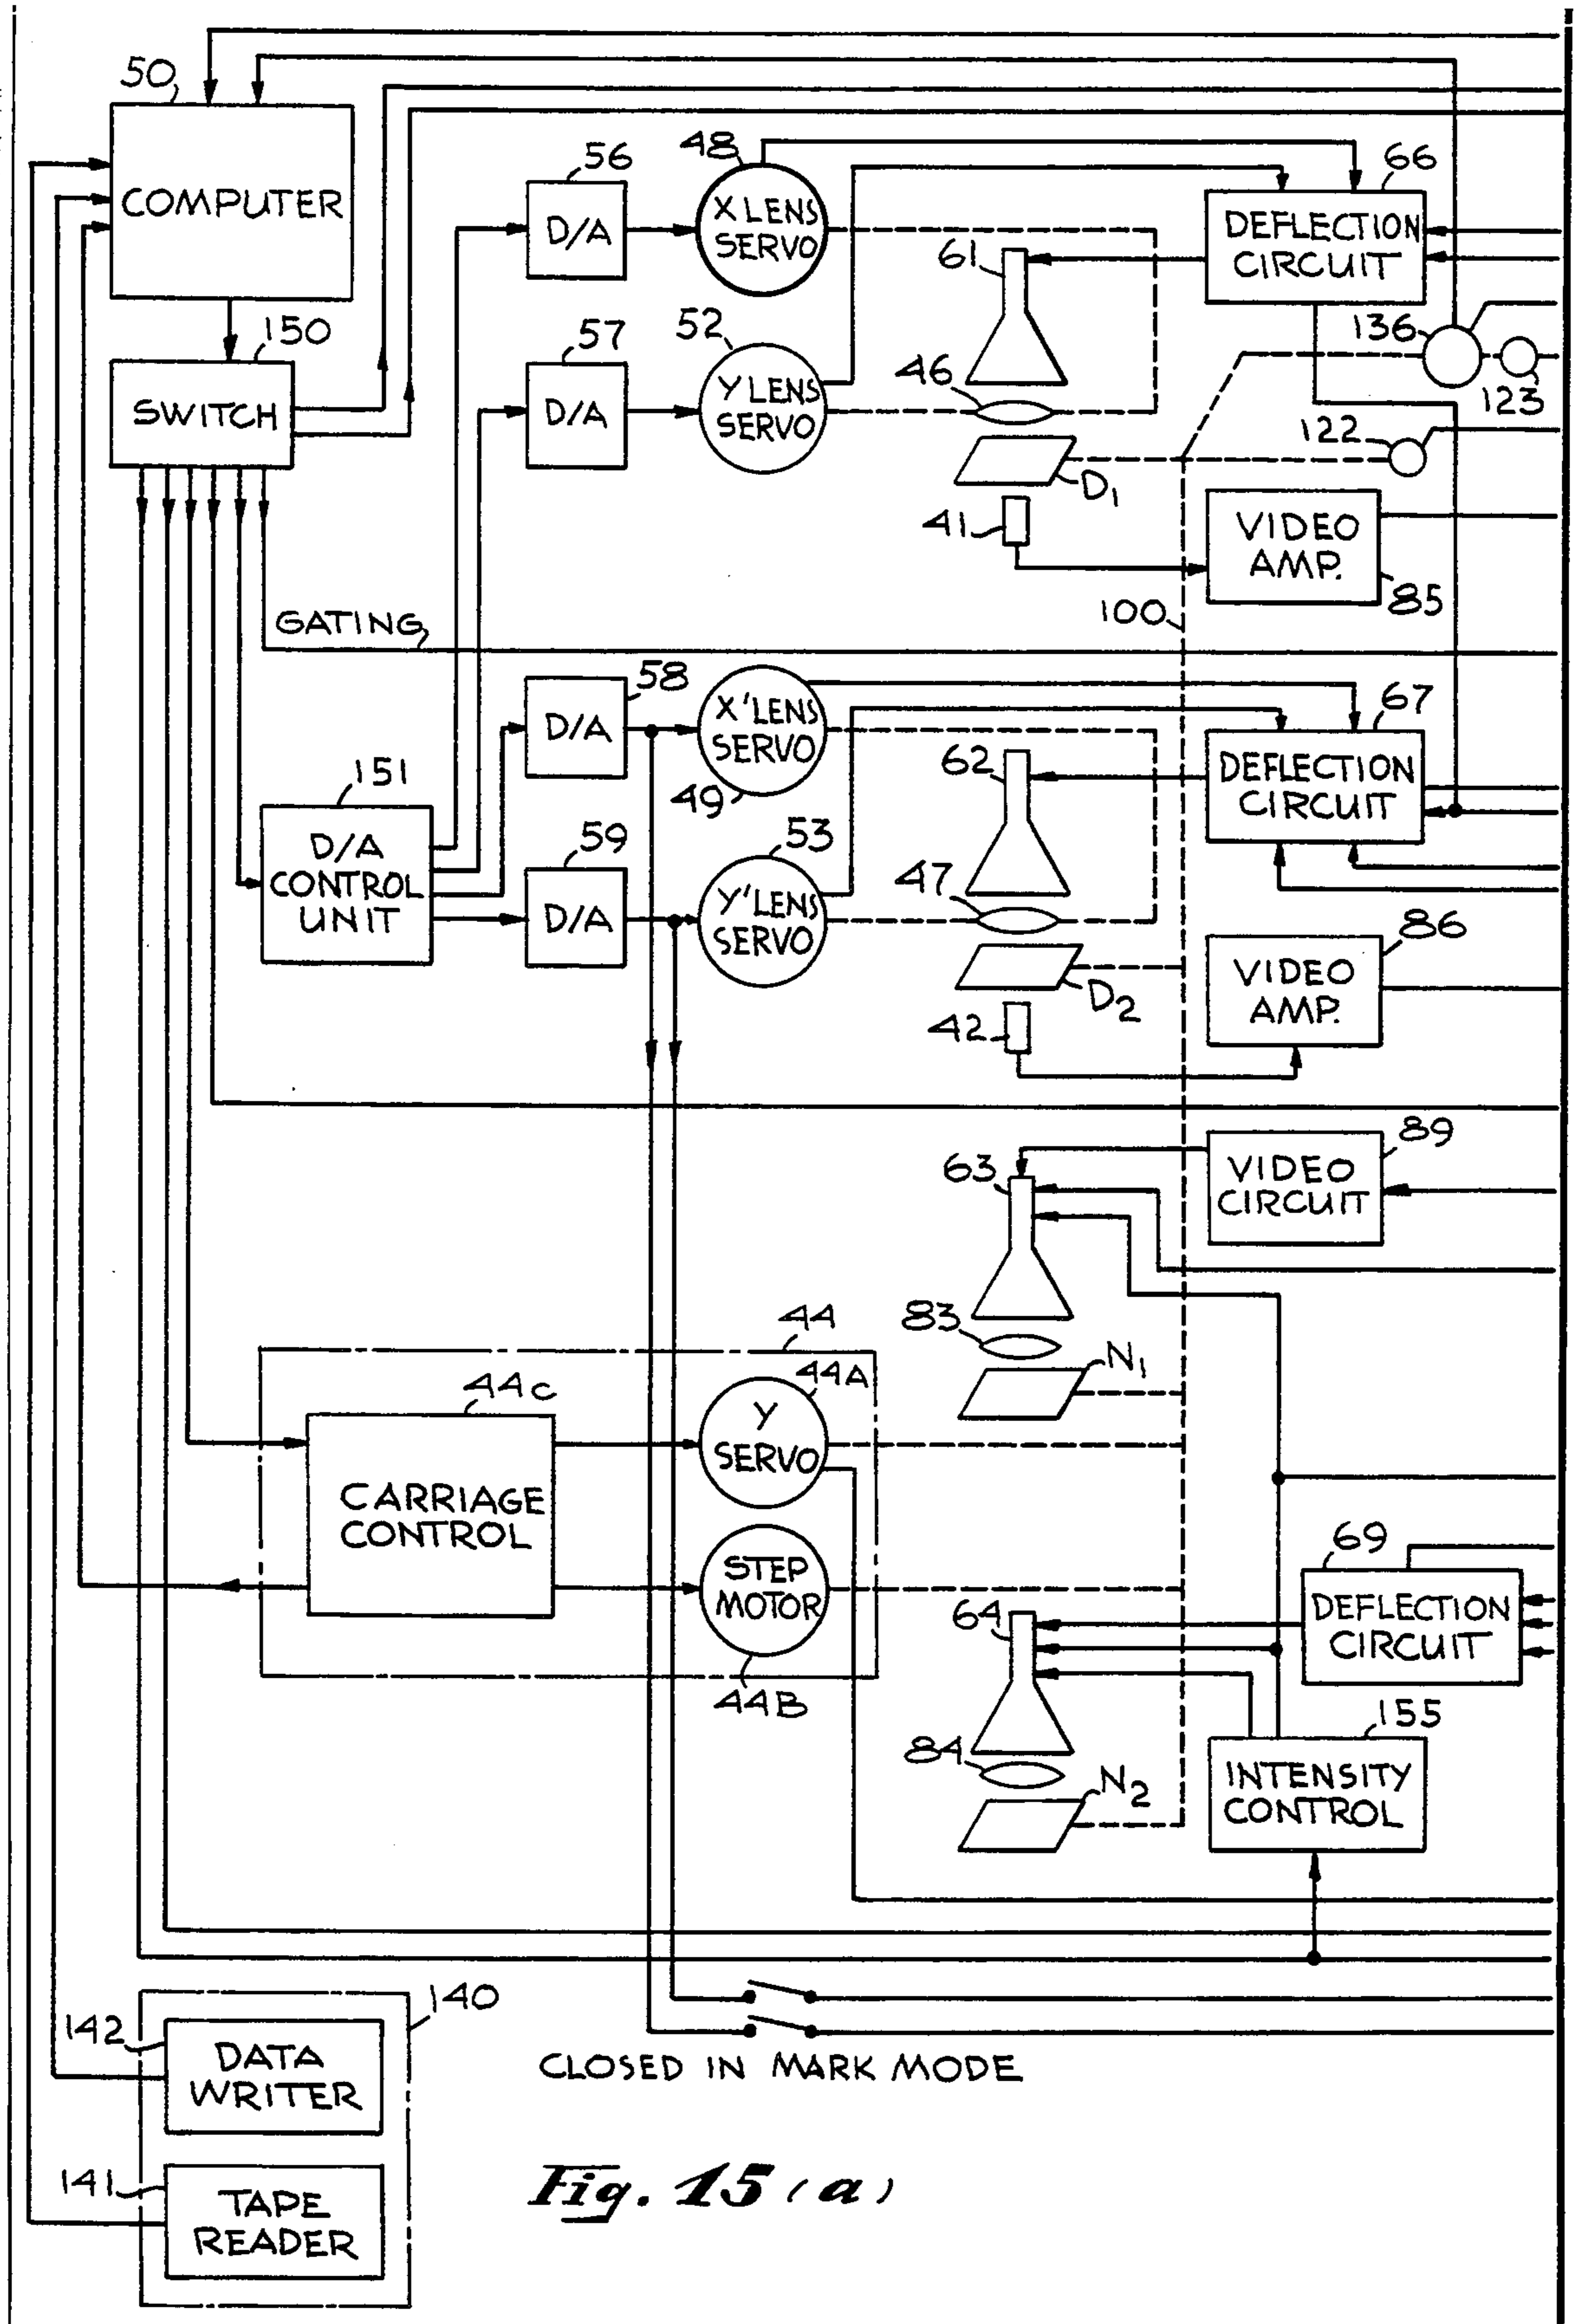 50
COMPUTER
56
D/A
48
X LENS
SERVO
66
DEFLECTION
CIRCUIT
61
150
SWITCH
57
D/A
52
Y LENS
SERVO
46
136
123
122
D1
41
VIDEO
AMP.
85
100
GATING
58
D/A
X'LENS
SERVO
49
67
DEFLECTION
CIRCUIT
62
151
D/A
CONTROL
UNIT
59
D/A
53
Y'LENS
SERVO
47
86
VIDEO
AMP.
D2
42
89
VIDEO
CIRCUIT
63
83
N1
44
44A
Y
SERVO
44c
CARRIAGE
CONTROL
STEP
MOTOR
44B
69
DEFLECTION
CIRCUIT
64
155
INTENSITY
CONTROL
84
N2
140
142
DATA
WRITER
CLOSED IN MARK MODE
141
TAPE
READER
Fig. 15 (a)